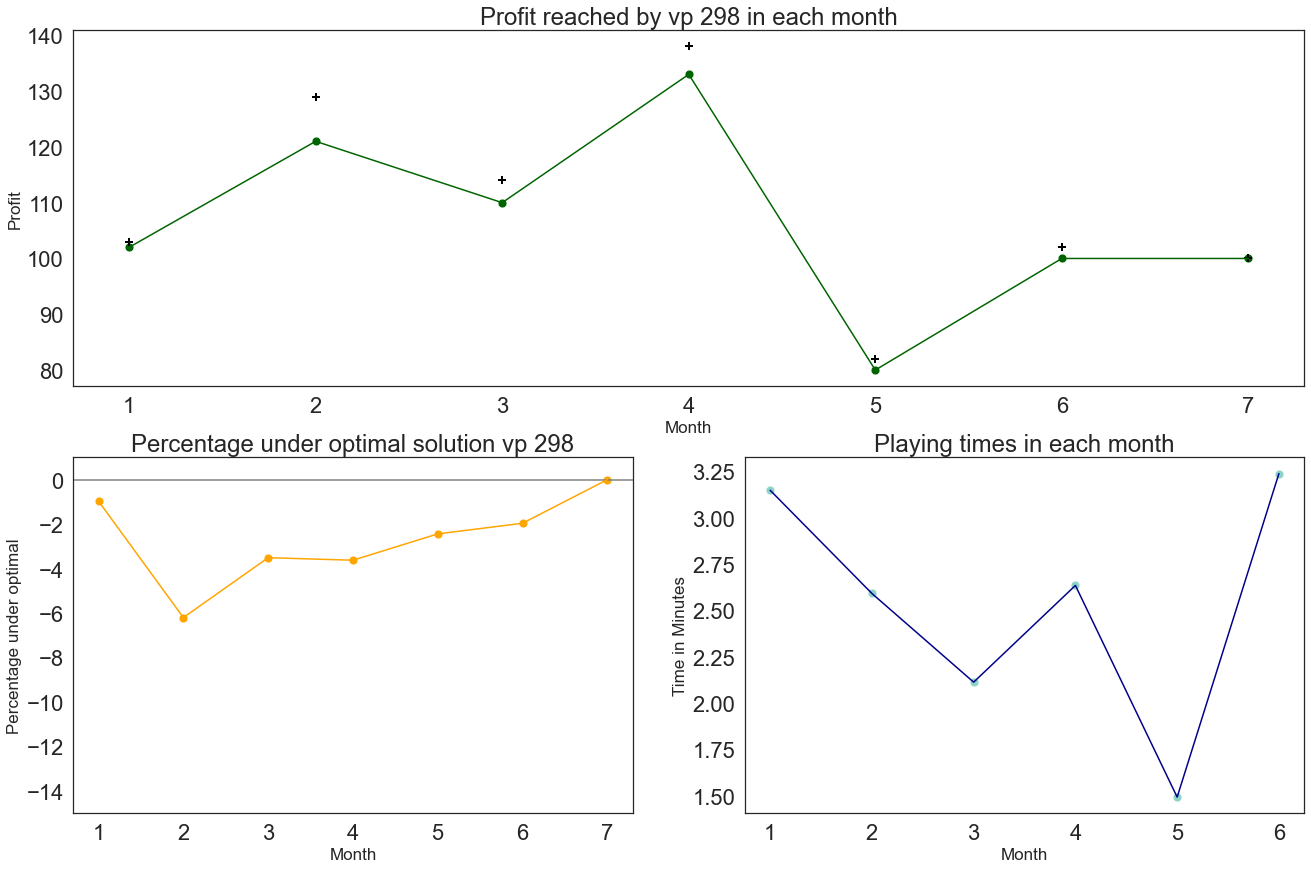 Profit reached by vp 298 in each month
140
130
120
110
100
90
80
Profit
1 2 3 4 5 6 7
Month
Percentage under optimal solution vp 298
0
−2
−4
−6
−8
−10
−12
−14
Percentage under optimal
1 2 3 4 5 6 7
Month
Playing times in each month
3.25
3.00
2.75
2.50
2.25
2.00
1.75
1.50
Time in Minutes
1 2 3 4 5 6
Month